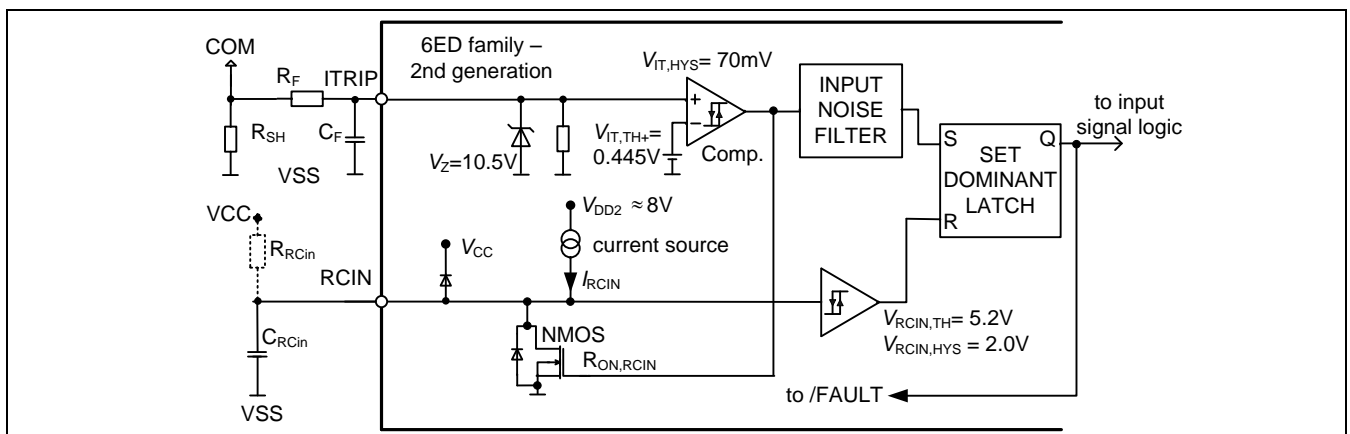 COM
R_F
ITRIP
R_SH
C_F
VSS
6ED family –
2nd generation
V_IT,HYS= 70mV
V_Z=10.5V
V_IT,TH+=
0.445V
Comp.
INPUT
NOISE
FILTER
to input
signal logic
S
Q
SET
DOMINANT
LATCH
R
VCC
R_RCin
RCIN
C_RCin
VSS
V_CC
V_DD2 ≈8V
current source
I_RCIN
NMOS
R_ON,RCIN
V_RCIN,TH= 5.2V
V_RCIN,HYS = 2.0V
to /FAULT